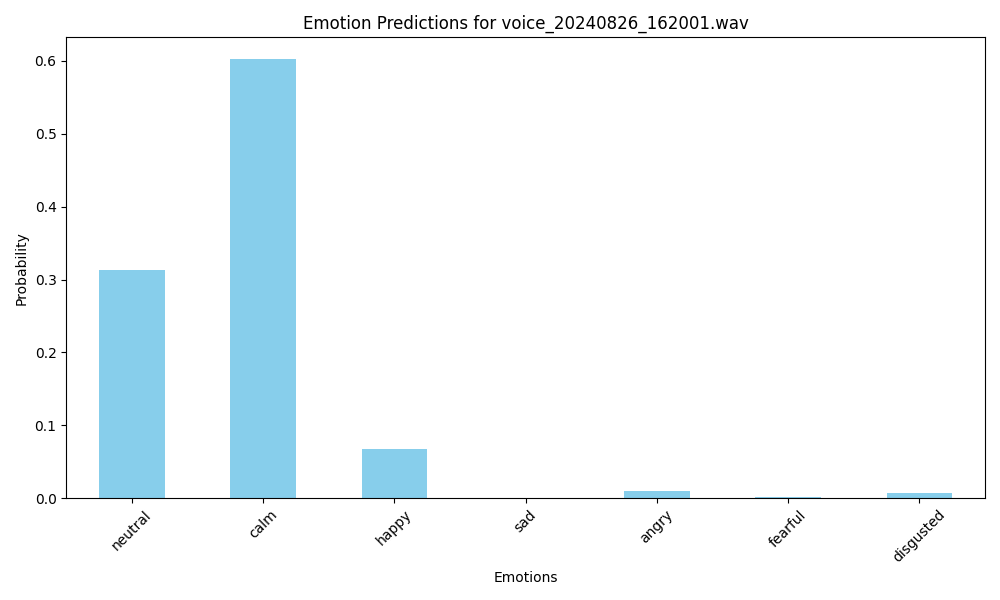 Emotion Predictions for voice_20240826_162001.wav
Probability
0.6
0.5
0.4
0.3
0.2
0.1
0.0
neutral
calm
happy
sad
angry
fearful
disgusted
Emotions